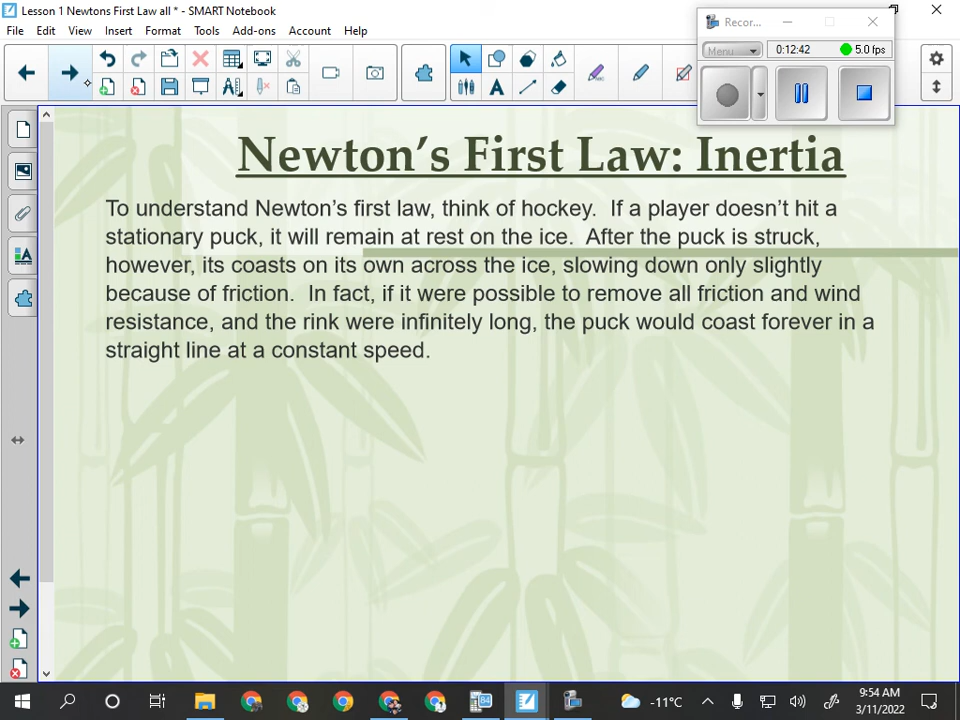 Lesson 1 Newtons First Law all * - SMART Notebook
File Edit View Insert Format Tools Add-ons Account Help
Recor...
Menu
0:12:42
5.0 fps
Newton's First Law: Inertia
To understand Newton's first law, think of hockey. If a player doesn't hit a
stationary puck, it will remain at rest on the ice. After the puck is struck,
however, its coasts on its own across the ice, slowing down only slightly
because of friction. In fact, if it were possible to remove all friction and wind
resistance, and the rink were infinitely long, the puck would coast forever in a
straight line at a constant speed.
-11°C
9:54 AM
3/11/2022